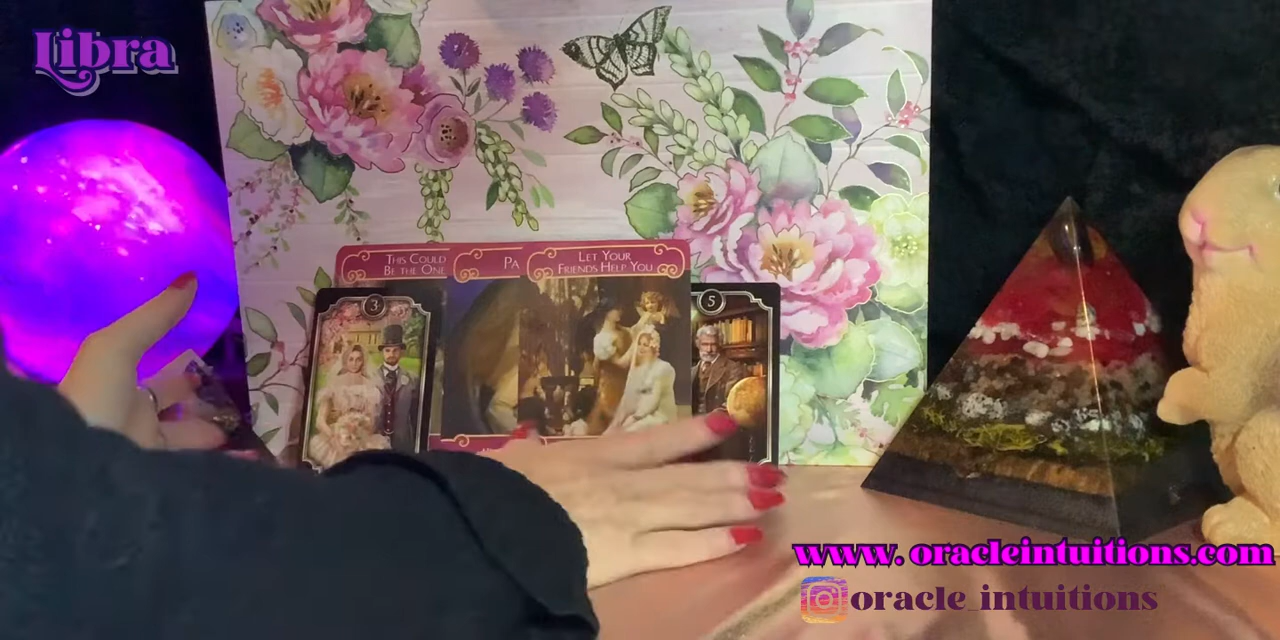 Libra
This Could
Be the One
Pa
Let Your
Friends Help You
3
5
www.oracleintuitions.com
oracle_intuitions